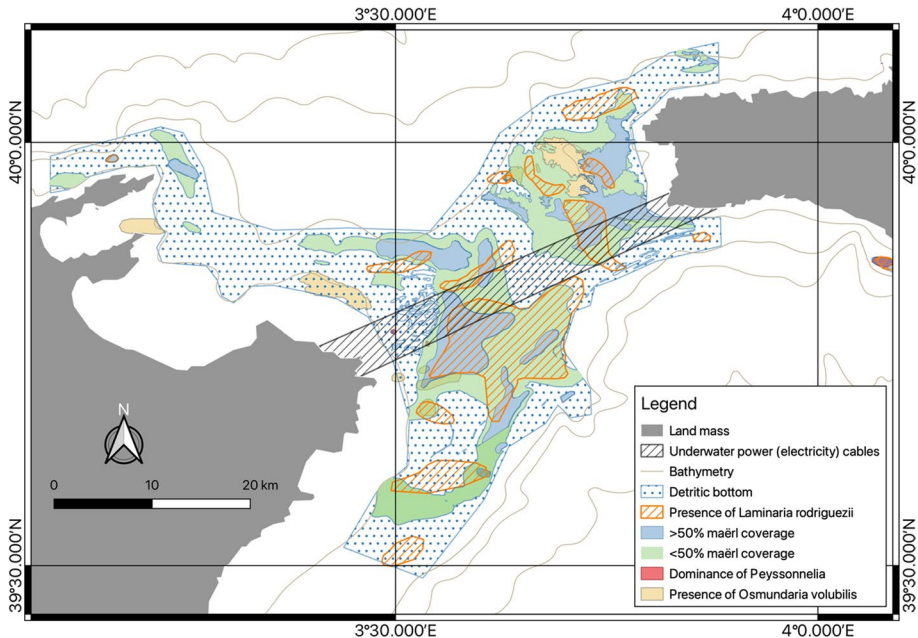 3°30.000′E 4°0.000′E
40°0.000′N 40°0.000′N
N
0 10 20 km
Legend
Land mass
Underwater power (electricity) cables
Bathymetry
Detritic bottom
Presence of Laminaria rodriguezii
>50% maërl coverage
<50% maërl coverage
Dominance of Peyssonnelia
Presence of Osmundaria volubilis
39°30.000′N 39°30.000′N
3°30.000′E 4°0.000′E